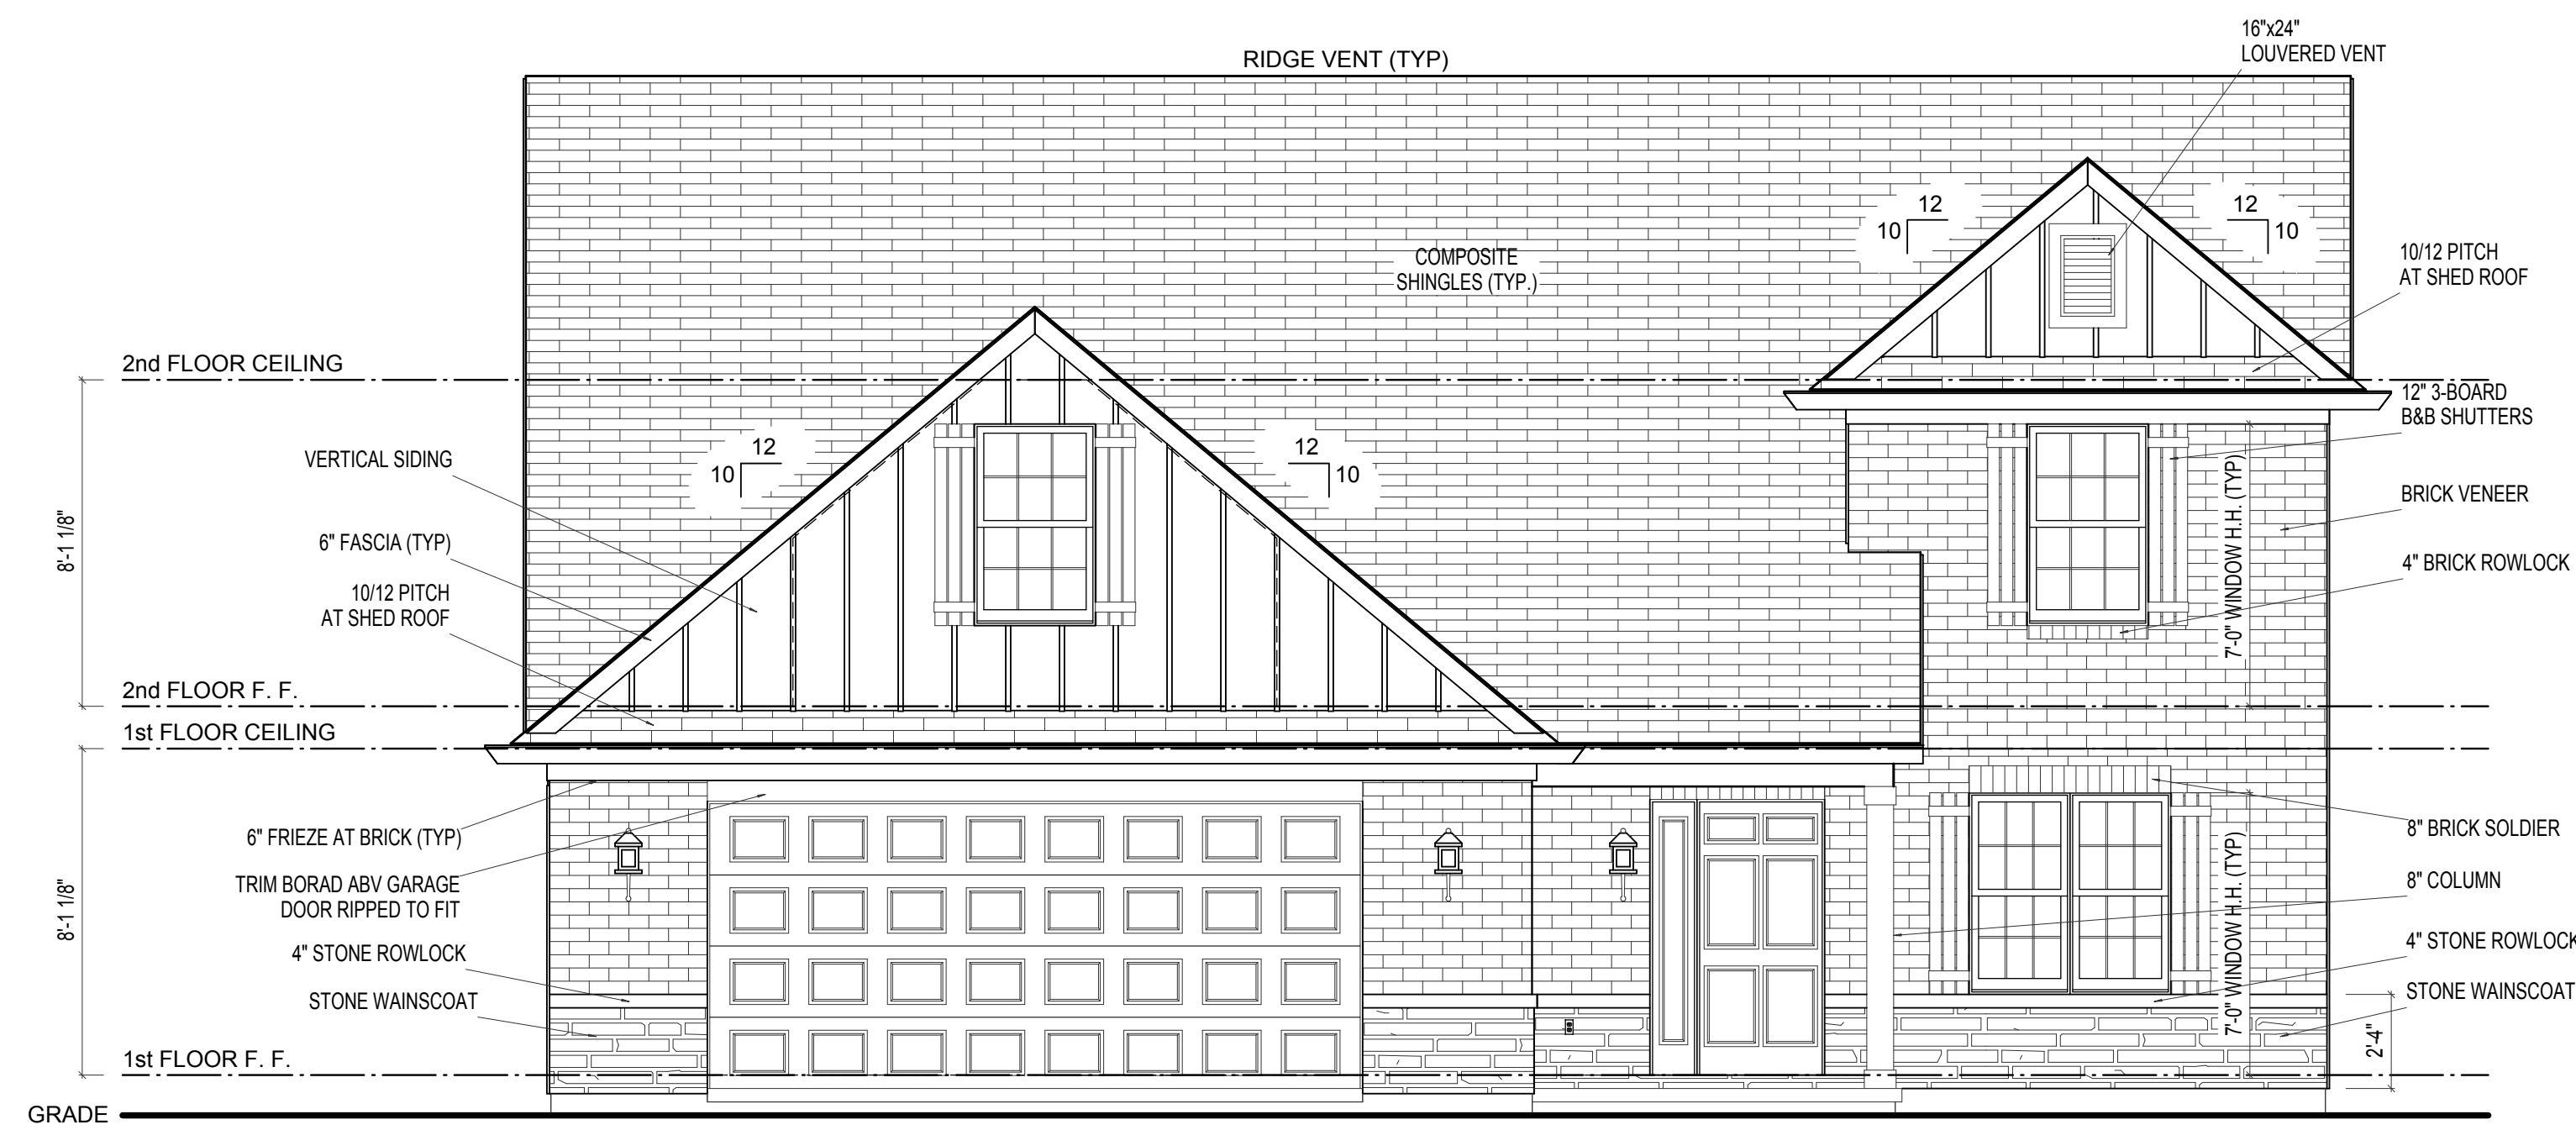 16"x24"
LOUVERED VENT
RIDGE VENT (TYP)
12
10
12
10
COMPOSITE
SHINGLES (TYP.)
10/12 PITCH
AT SHED ROOF
2nd FLOOR CEILING
12" 3-BOARD
B&B SHUTTERS
VERTICAL SIDING
12
10
12
10
7'-0" WINDOW H.H. (TYP)
BRICK VENEER
8'-1 1/8"
6" FASCIA (TYP)
4" BRICK ROWLOCK
10/12 PITCH
AT SHED ROOF
2nd FLOOR F. F.
1st FLOOR CEILING
6" FRIEZE AT BRICK (TYP)
8" BRICK SOLDIER
TRIM BORAD ABV GARAGE
DOOR RIPPED TO FIT
8" COLUMN
8'-1 1/8"
7'-0" WINDOW H.H. (TYP)
4" STONE ROWLOCK
4" STONE ROWLOCK
STONE WAINSCOAT
STONE WAINSCOAT
2'-4"
1st FLOOR F. F.
GRADE